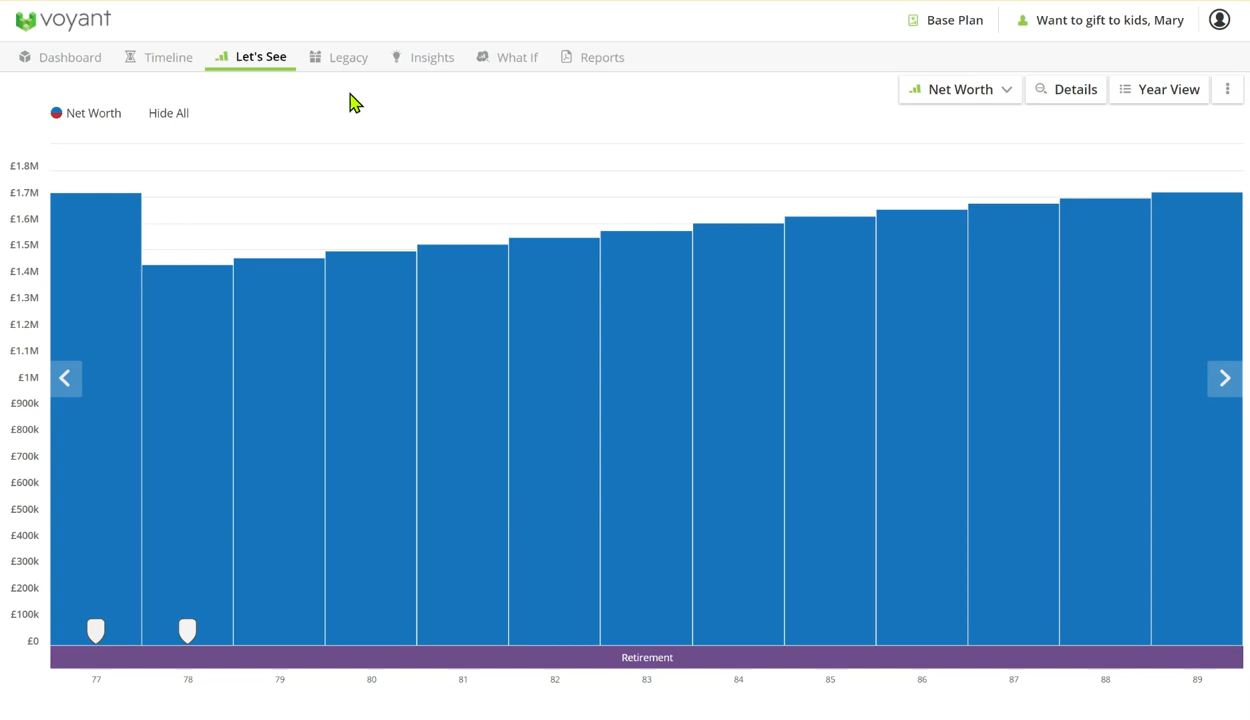 voyant
Base Plan
Want to gift to kids, Mary
Dashboard
Timeline
Let's See
Legacy
Insights
What If
Reports
Net Worth
Details
Year View
Net Worth
Hide All
£1.8M
£1.7M
£1.6M
£1.5M
£1.4M
£1.3M
£1.2M
£1.1M
£1M
£900k
£800k
£700k
£600k
£500k
£400k
£300k
£200k
£100k
£0
Retirement
77 78 79 80 81 82 83 84 85 86 87 88 89